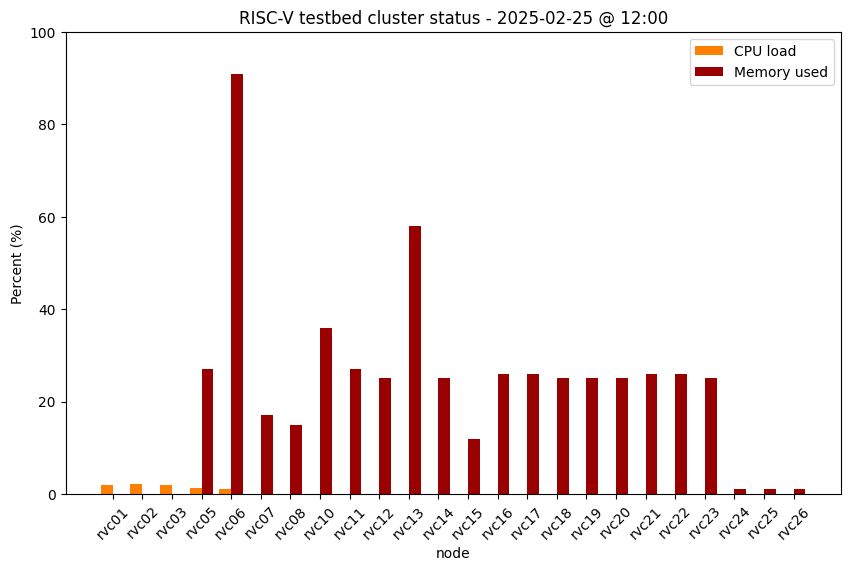 RISC-V testbed cluster status - 2025-02-25 @ 12:00
CPU load
Memory used
Percent (%)
100
80
60
40
20
0
rvc01 rvc02 rvc03 rvc05 rvc06 rvc07 rvc08 rvc10 rvc11 rvc12 rvc13 rvc14 rvc15 rvc16 rvc17 rvc18 rvc19 rvc20 rvc21 rvc22 rvc23 rvc24 rvc25 rvc26
node